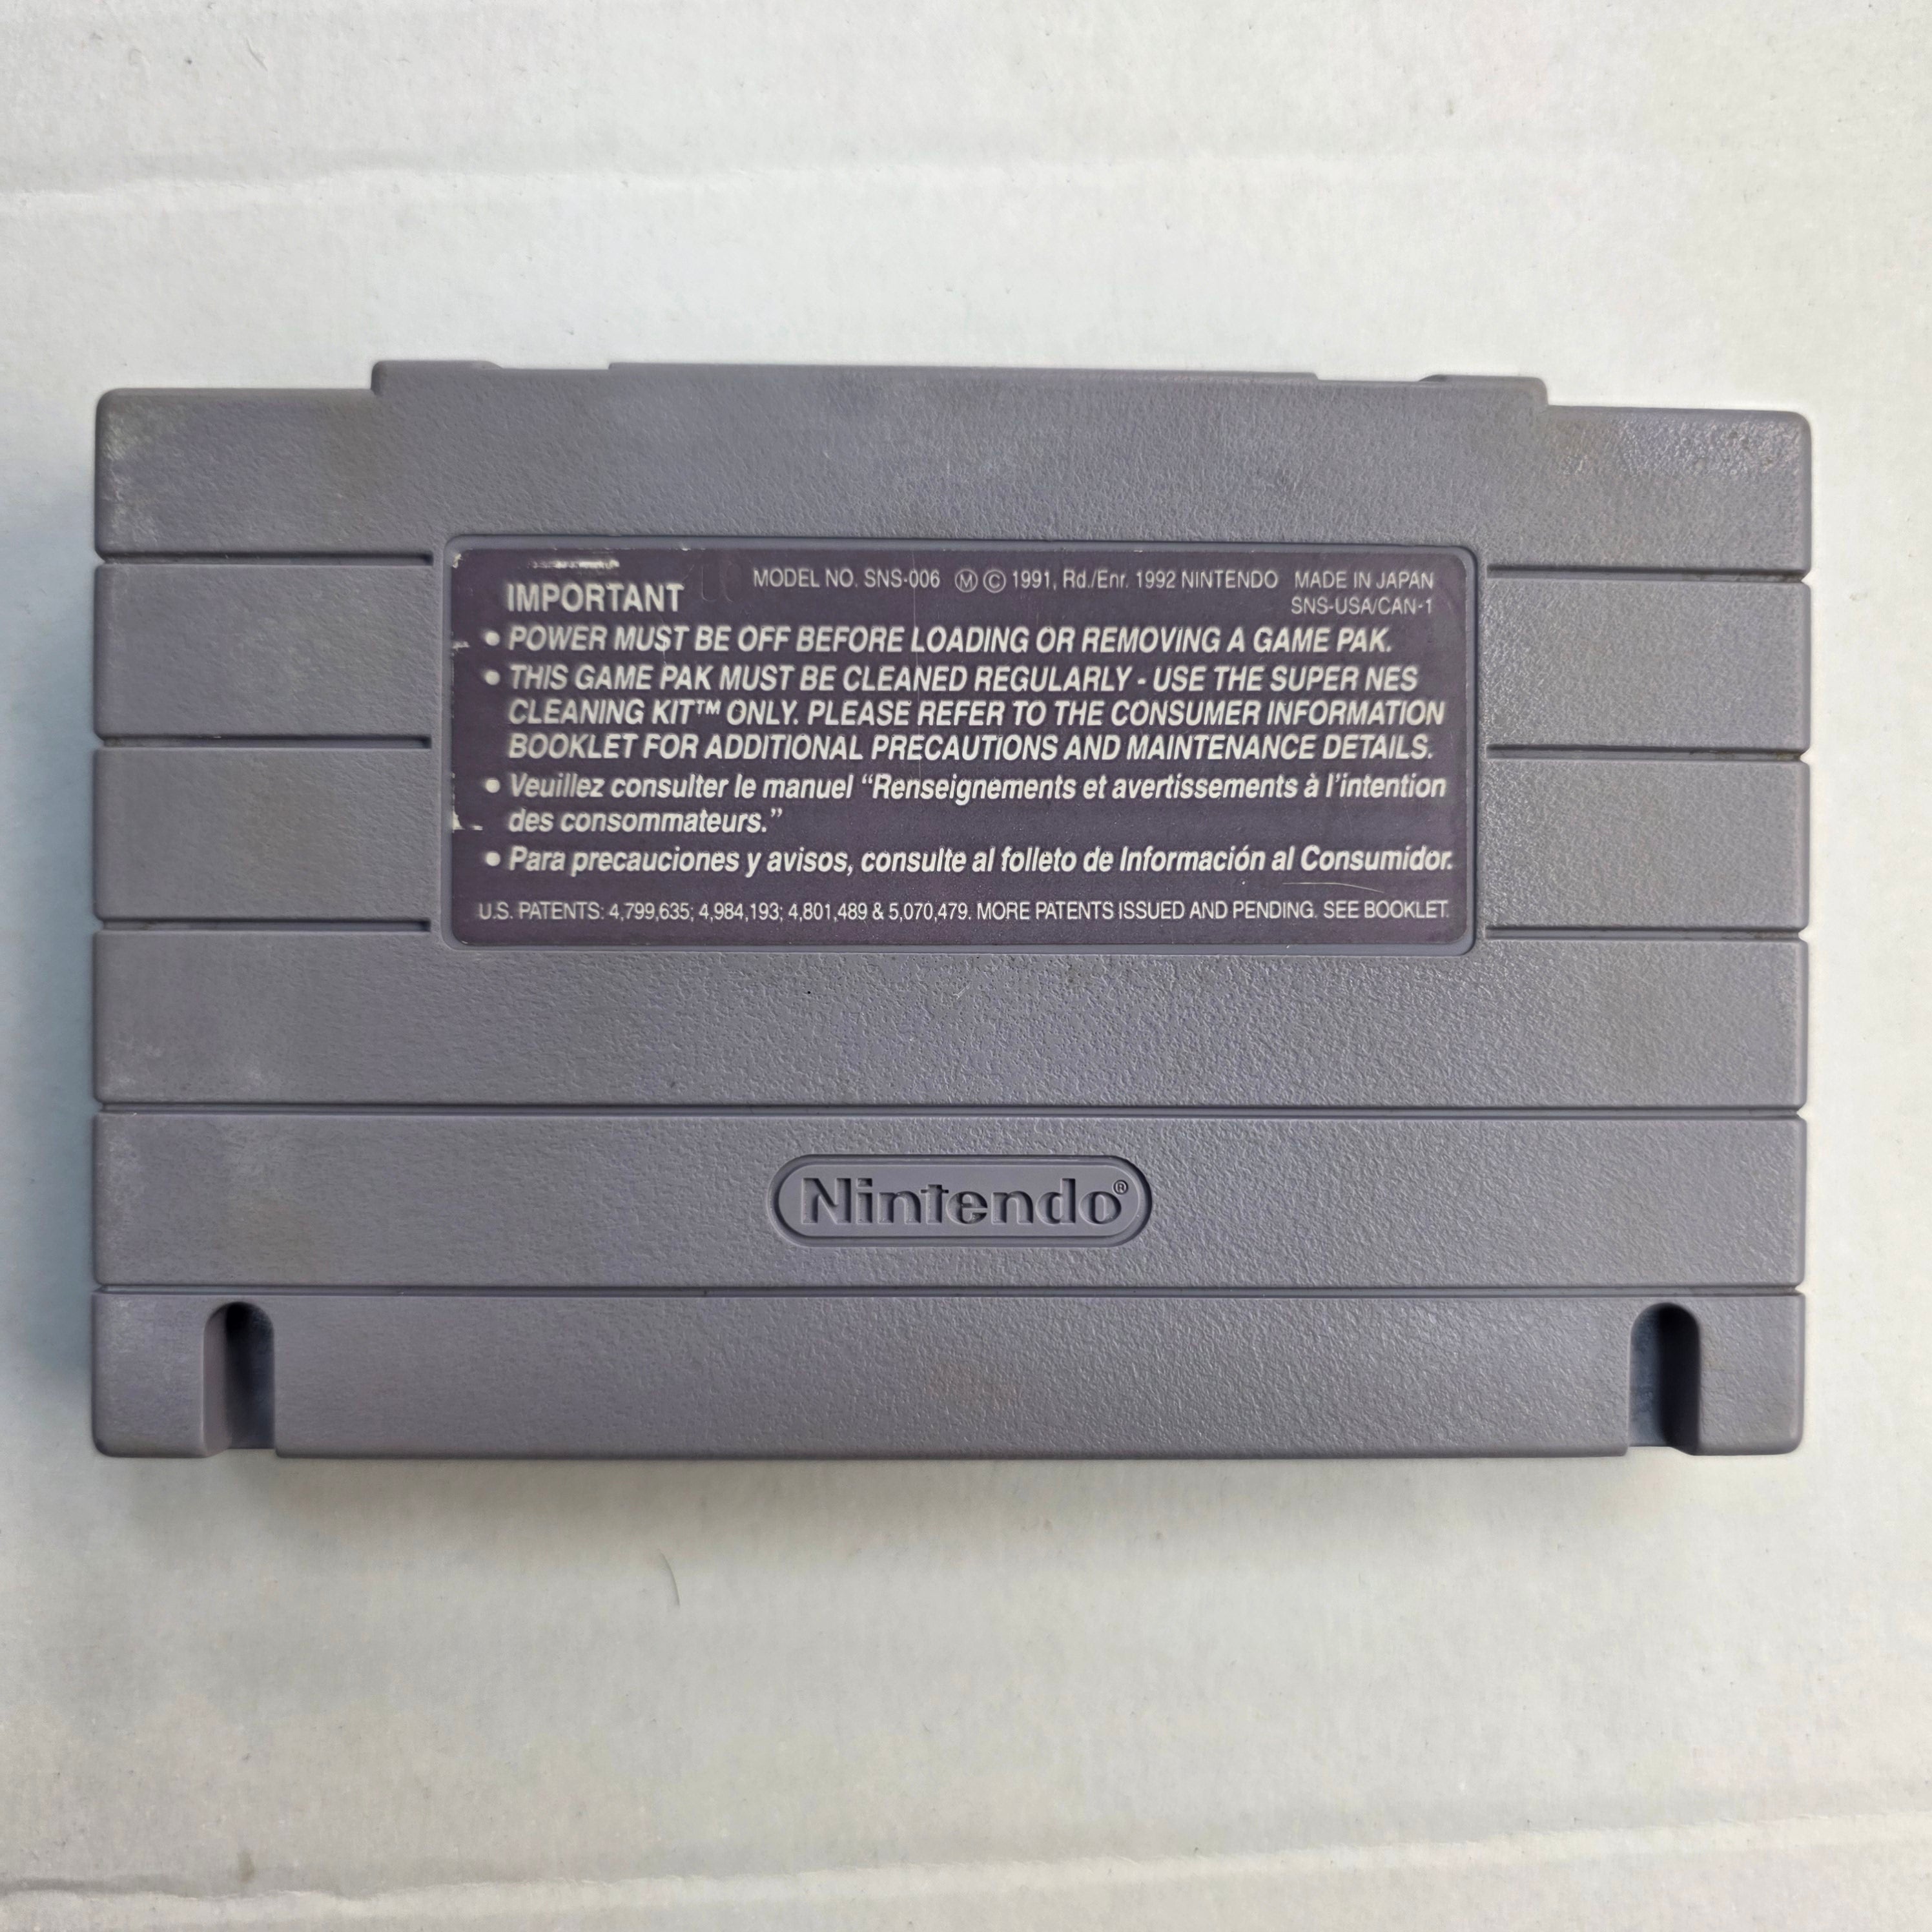 MODEL NO. SNS-006 Ⓜ © 1991, Rd./Enr. 1992 NINTENDO MADE IN JAPAN
SNS-USA/CAN-1
IMPORTANT
• POWER MUST BE OFF BEFORE LOADING OR REMOVING A GAME PAK.
• THIS GAME PAK MUST BE CLEANED REGULARLY - USE THE SUPER NES
CLEANING KIT™ ONLY. PLEASE REFER TO THE CONSUMER INFORMATION
BOOKLET FOR ADDITIONAL PRECAUTIONS AND MAINTENANCE DETAILS.
• Veuillez consulter le manuel “Renseignements et avertissements à l’intention
des consommateurs.”
• Para precauciones y avisos, consulte al folleto de Información al Consumidor.
U.S. PATENTS: 4,799,635; 4,984,193; 4,801,489 & 5,070,479. MORE PATENTS ISSUED AND PENDING. SEE BOOKLET.
Nintendo®